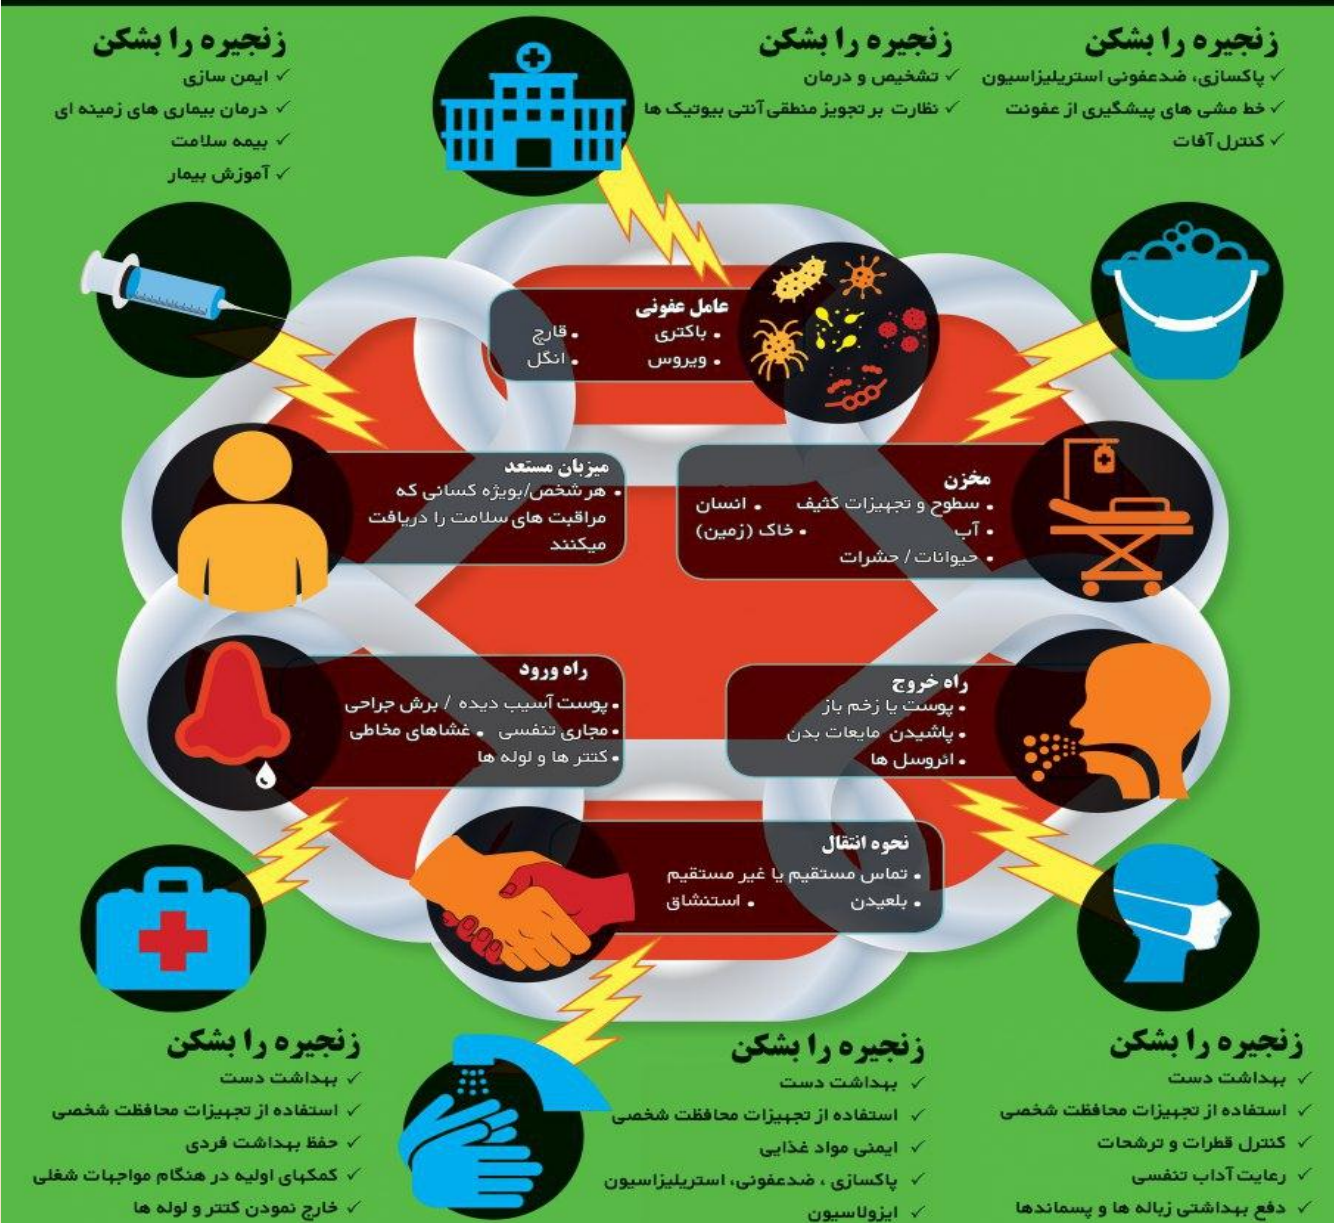 زنجیره را بشکن
✓ پاکسازی، ضدعفونی استریلیزاسیون
✓ خط مشی های پیشگیری از عفونت
✓ کنترل آفات
زنجیره را بشکن
✓ تشخیص و درمان
✓ نظارت بر تجویز منطقی آنتی بیوتیک ها
زنجیره را بشکن
✓ ایمن سازی
✓ درمان بیماری های زمینه ای
✓ بیمه سلامت
✓ آموزش بیمار
عامل عفونی
• باکتری • قارچ
• ویروس • انگل
مخزن
• سطوح و تجهیزات کثیف • انسان
• آب • خاک (زمین)
• حیوانات / حشرات
میزبان مستعد
• هر شخص/بویژه کسانی که
مراقبت های سلامت را دریافت
میکنند
راه خروج
• پوست یا زخم باز
• پاشیدن مایعات بدن
• ائروسل ها
راه ورود
• پوست آسیب دیده / برش جراحی
• مجاری تنفسی • غشاهای مخاطی
• کتتر ها و لوله ها
نحوه انتقال
• تماس مستقیم یا غیر مستقیم
• بلعیدن • استنشاق
زنجیره را بشکن
✓ بهداشت دست
✓ استفاده از تجهیزات محافظت شخصی
✓ کنترل قطرات و ترشحات
✓ رعایت آداب تنفسی
✓ دفع بهداشتی زباله ها و پسماندها
زنجیره را بشکن
✓ بهداشت دست
✓ استفاده از تجهیزات محافظت شخصی
✓ ایمنی مواد غذایی
✓ پاکسازی ، ضدعفونی، استریلیزاسیون
✓ ایزولاسیون
زنجیره را بشکن
✓ بهداشت دست
✓ استفاده از تجهیزات محافظت شخصی
✓ حفظ بهداشت فردی
✓ کمکهای اولیه در هنگام مواجهات شغلی
✓ خارج نمودن کتتر و لوله ها